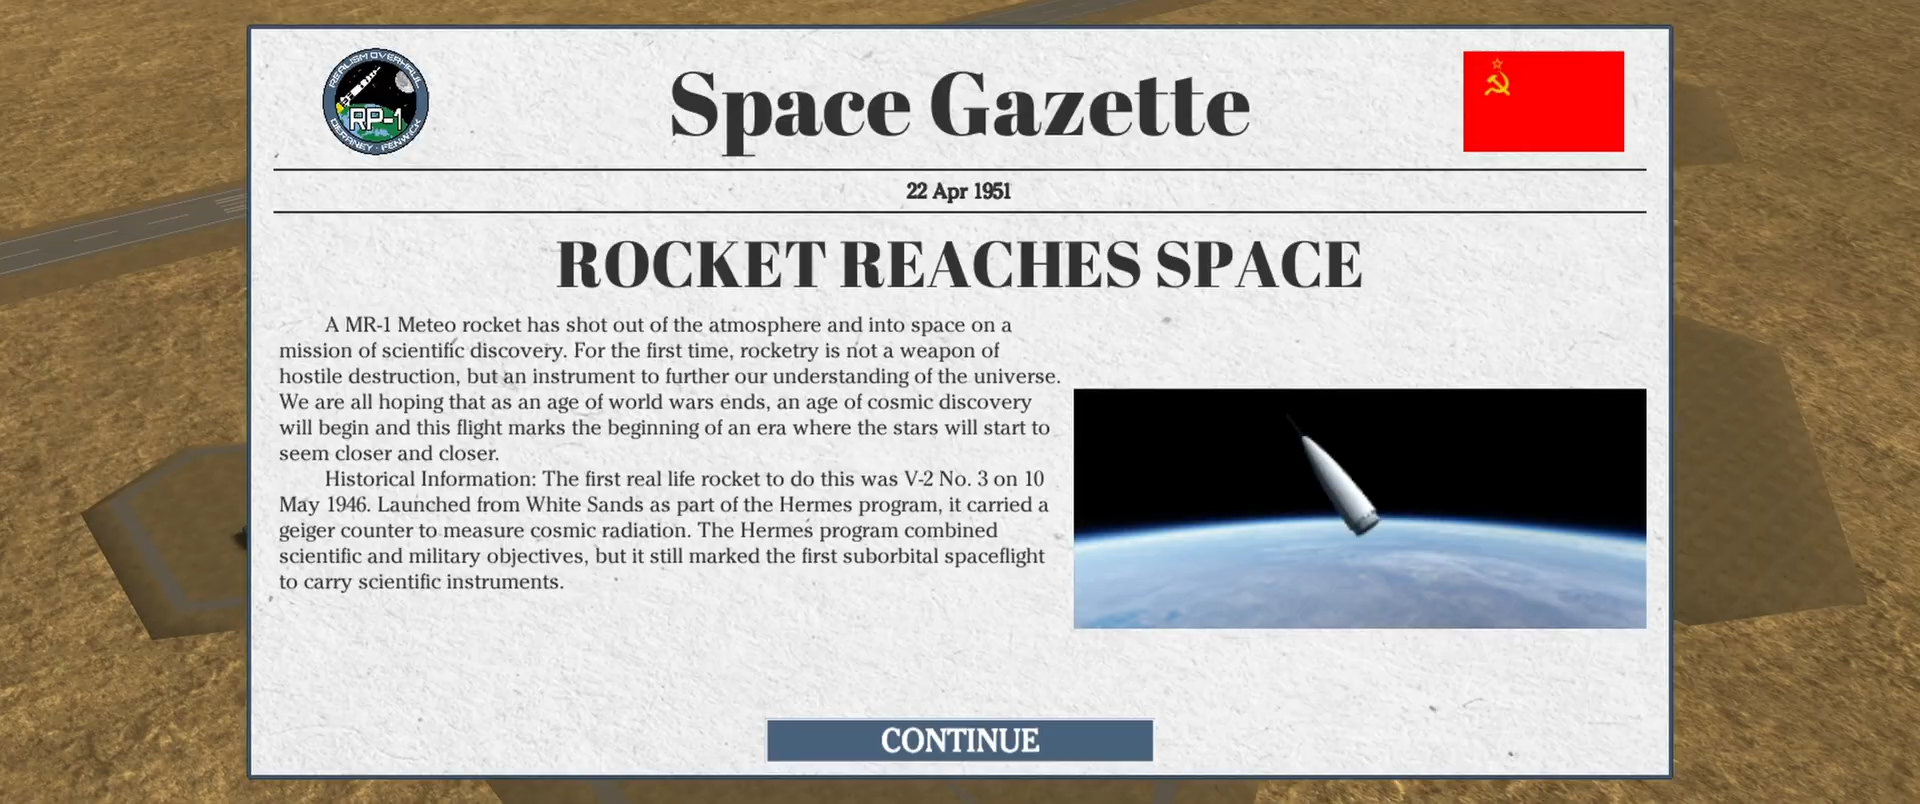 REALISM OVERHAUL
RP-1
Space Gazette
22 Apr 1951
ROCKET REACHES SPACE
A MR-1 Meteo rocket has shot out of the atmosphere and into space on a
mission of scientific discovery. For the first time, rocketry is not a weapon of
hostile destruction, but an instrument to further our understanding of the universe.
We are all hoping that as an age of world wars ends, an age of cosmic discovery
will begin and this flight marks the beginning of an era where the stars will start to
seem closer and closer.
Historical Information: The first real life rocket to do this was V-2 No. 3 on 10
May 1946. Launched from White Sands as part of the Hermes program, it carried a
geiger counter to measure cosmic radiation. The Hermes program combined
scientific and military objectives, but it still marked the first suborbital spaceflight
to carry scientific instruments.
CONTINUE